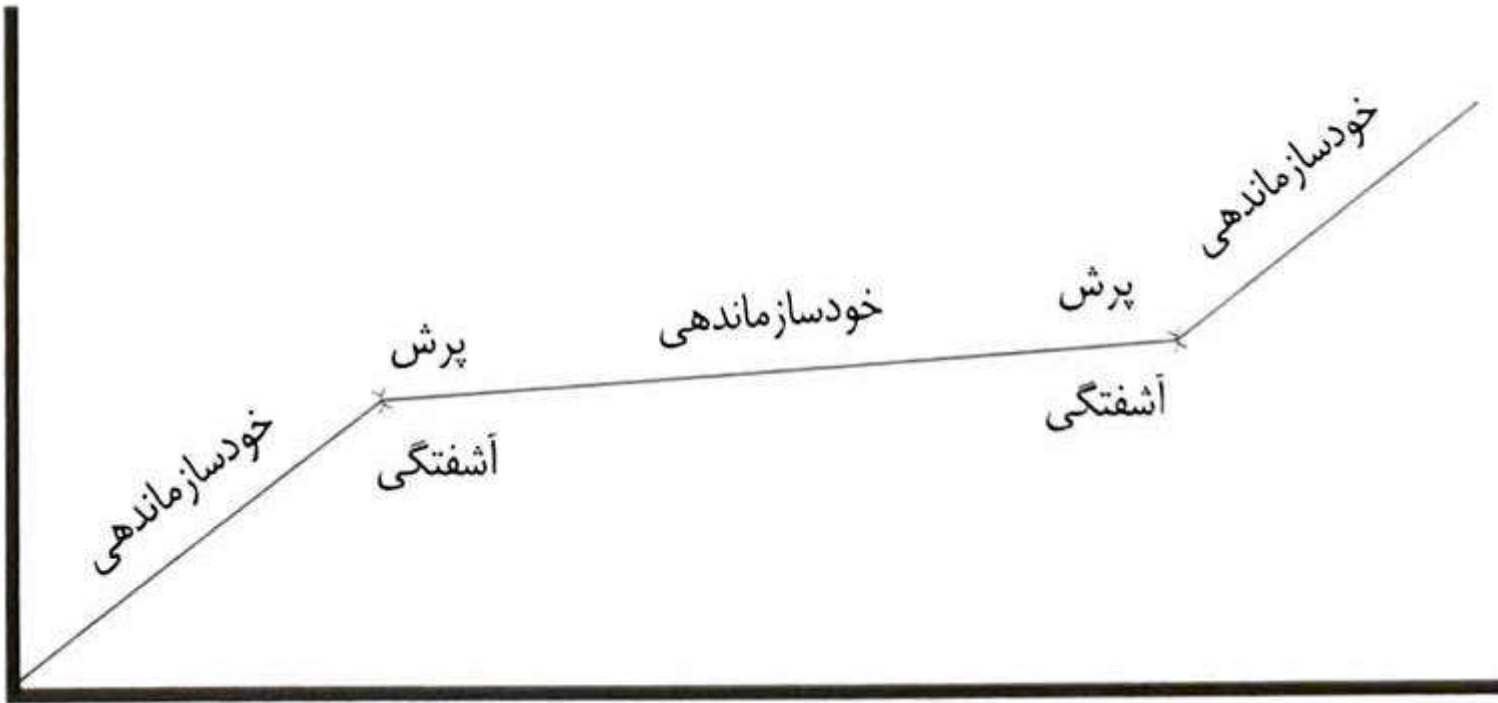 خودسازماندهی
پرش
خودسازماندهی
پرش
خودسازماندهی
آشفتگی
آشفتگی